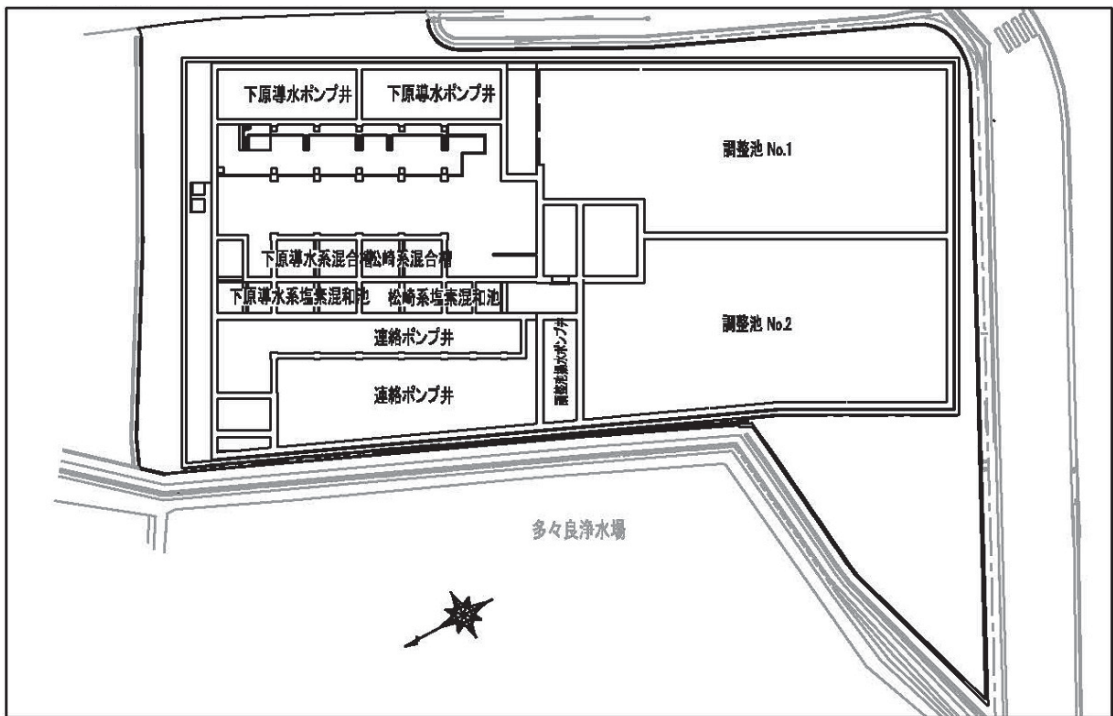 下原導水ポンプ井
下原導水ポンプ井
調整池 No.1
下原導水系混合槽
松崎系混合槽
下原導水系塩素混和池
松崎系塩素混和池
連絡ポンプ井
調整池揚水ポンプ井
調整池 No.2
連絡ポンプ井
多々良浄水場